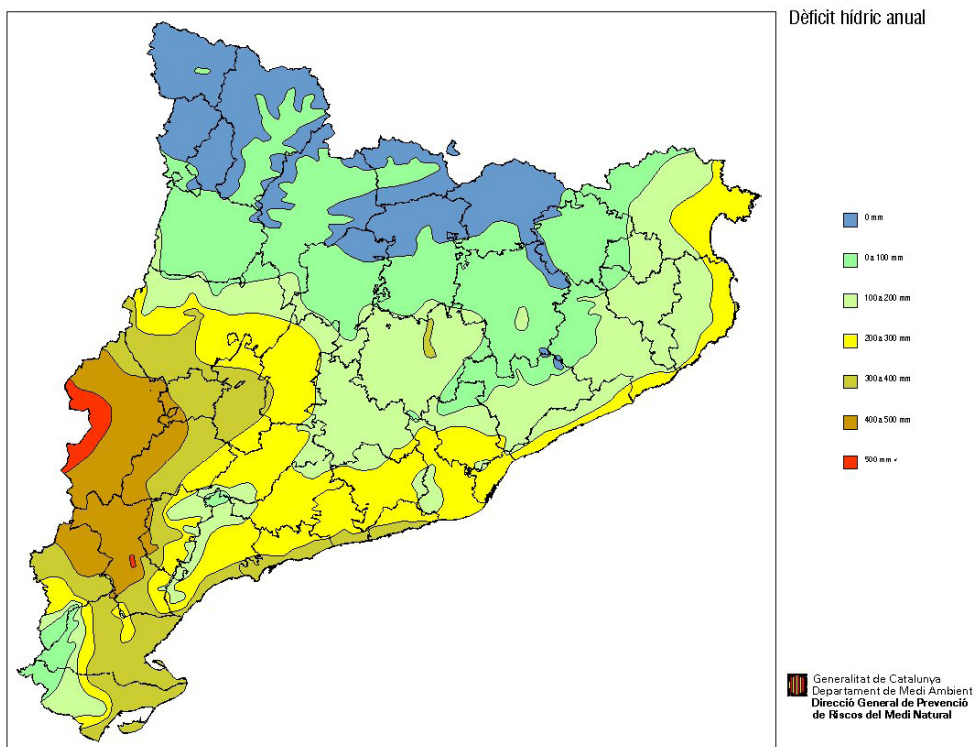 Dèficit hídric anual
0 mm
0 a 100 mm
100 a 200 mm
200 a 300 mm
300 a 400 mm
400 a 500 mm
500 mm <
Generalitat de Catalunya
Departament de Medi Ambient
Direcció General de Prevenció
de Riscos del Medi Natural